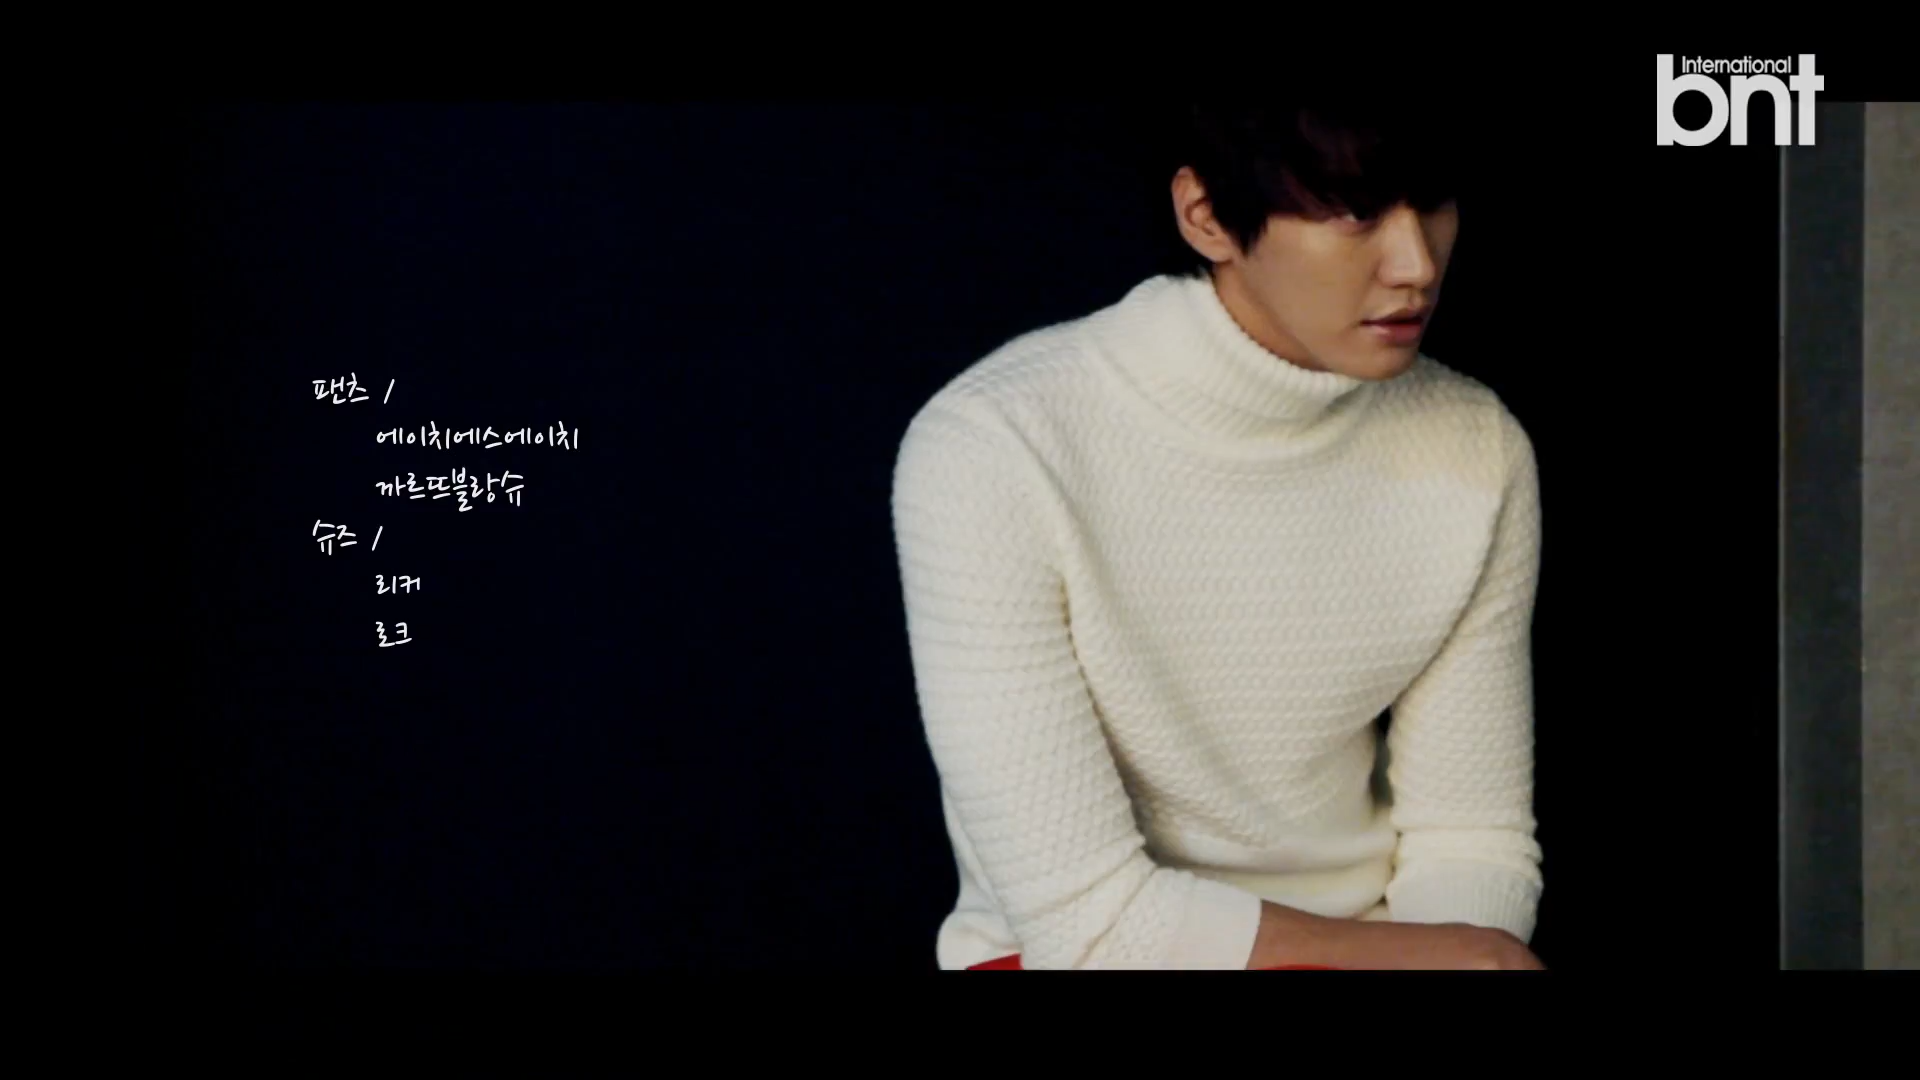 International
bnt
팬츠 /
에이치에스에이치
까르뜨블랑슈
슈즈 /
리커
로크